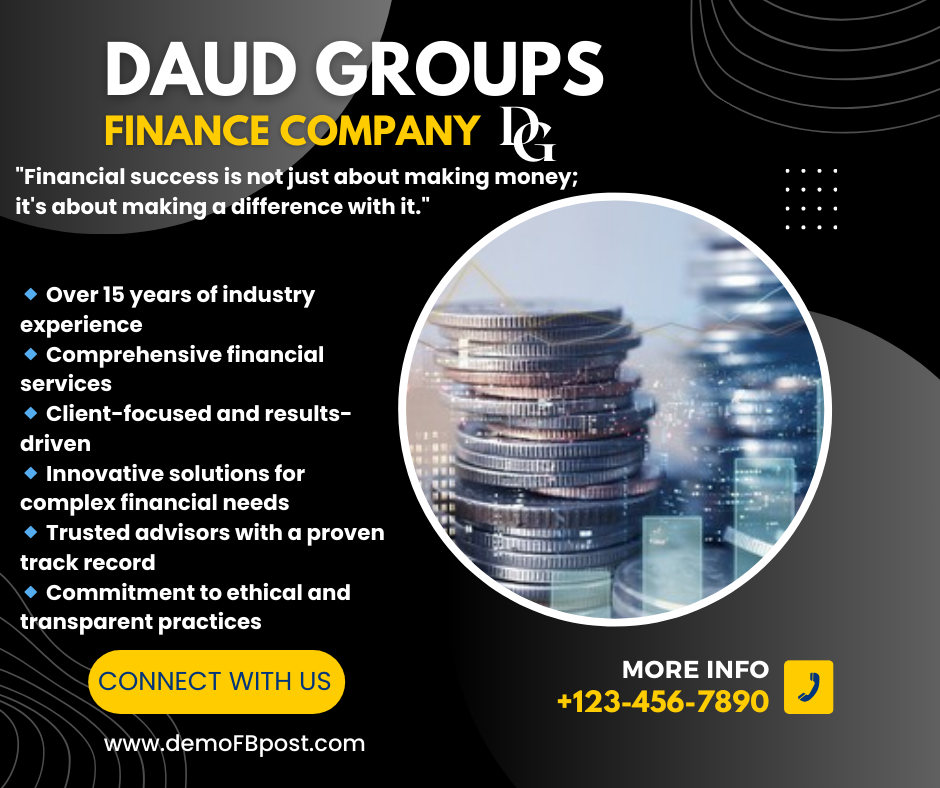 DAUD GROUPS
FINANCE COMPANY DG
"Financial success is not just about making money;
it's about making a difference with it."
🔹 Over 15 years of industry
experience
🔹 Comprehensive financial
services
🔹 Client-focused and results-
driven
🔹 Innovative solutions for
complex financial needs
🔹 Trusted advisors with a proven
track record
🔹 Commitment to ethical and
transparent practices
CONNECT WITH US
www.demoFBpost.com
MORE INFO
+123-456-7890